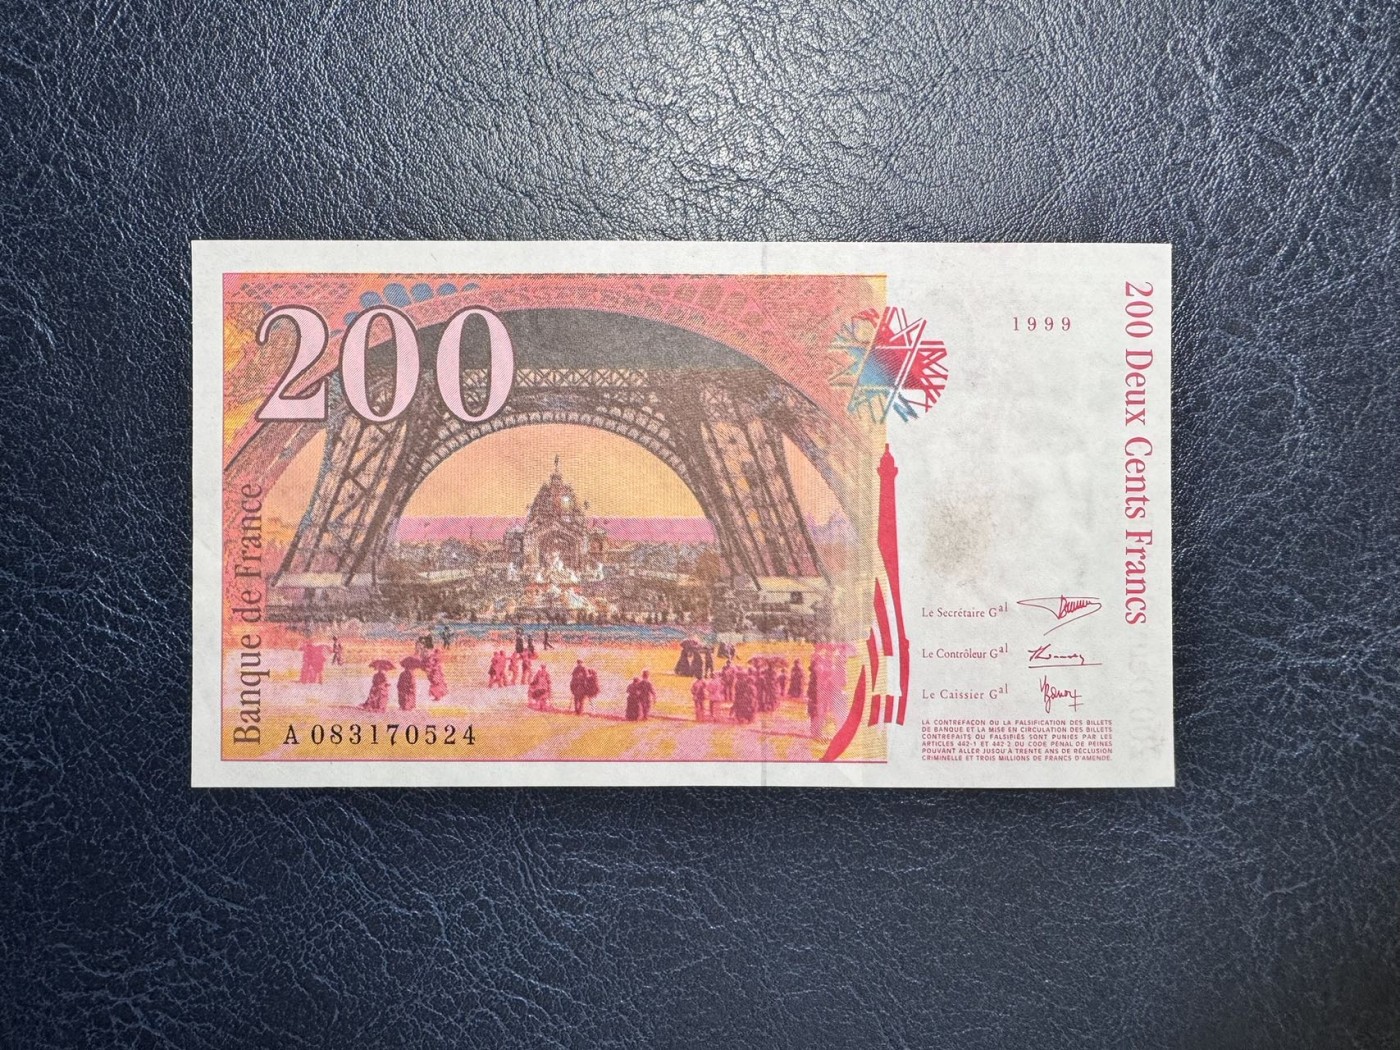 200
1999
200 Deux Cents Francs
Banque de France
A 083170524
Le Secrétaire Gal
Le Contrôleur Gal
Le Caissier Gal
LA CONTREFAÇON OU LA FALSIFICATION DES BILLETS
DE BANQUE ET LA MISE EN CIRCULATION DES BILLETS
CONTREFAITS OU FALSIFIÉS SONT PUNIES PAR LES
ARTICLES 442-1 ET 442-2 DU CODE PÉNAL DE PEINES
POUVANT ALLER JUSQU'À TRENTE ANS DE RÉCLUSION
CRIMINELLE ET TROIS MILLIONS DE FRANCS D'AMENDE.